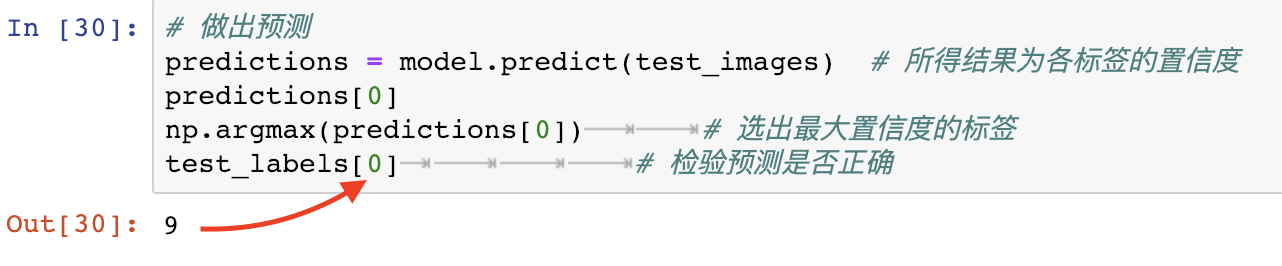 In [30]: # 做出预测
predictions = model.predict(test_images)  # 所得结果为各标签的置信度
predictions[0]
np.argmax(predictions[0])		# 选出最大置信度的标签
test_labels[0]				# 检验预测是否正确
Out[30]: 9